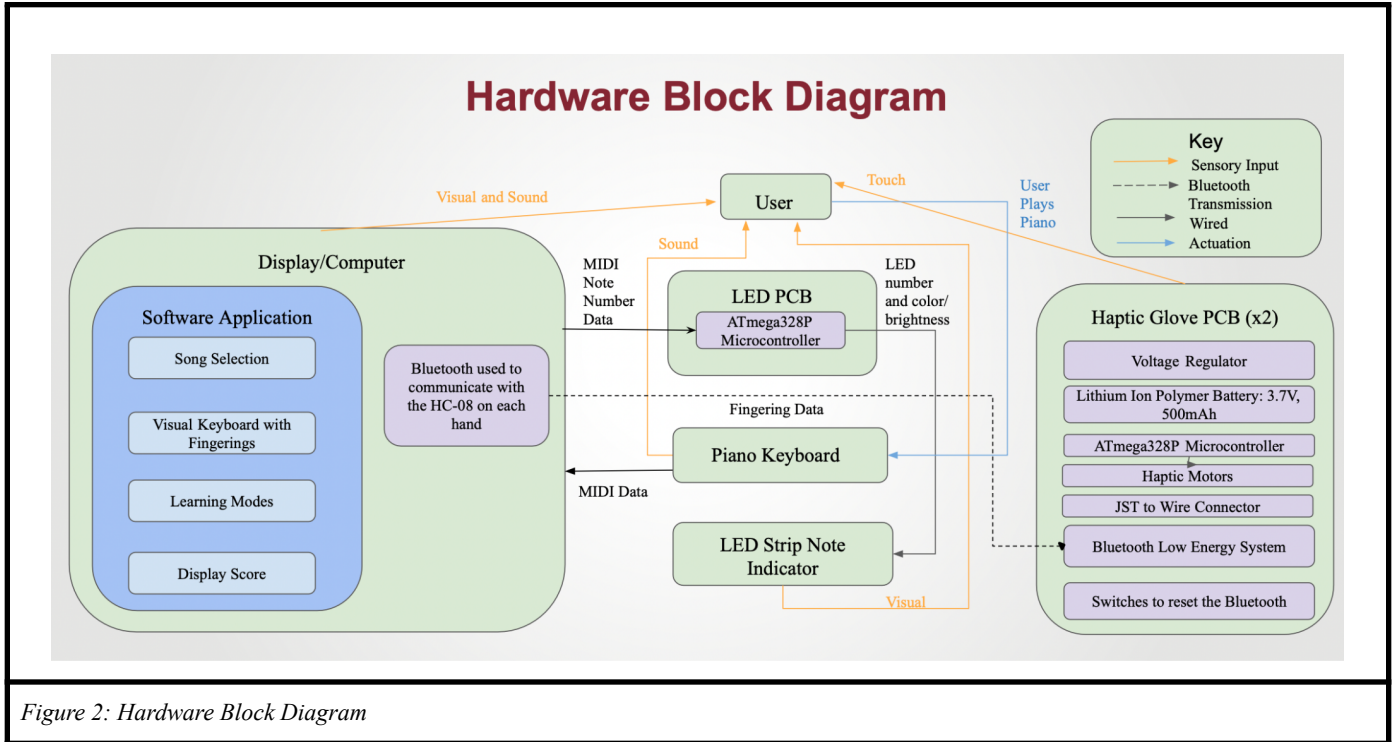 Hardware Block Diagram
Key
Sensory Input
Bluetooth
Transmission
Wired
Actuation
Visual and Sound
User
Touch
User
Plays
Piano
Sound
Display/Computer
Software Application
Song Selection
Visual Keyboard with
Fingerings
Learning Modes
Display Score
Bluetooth used to
communicate with
the HC-08 on each
hand
MIDI
Note
Number
Data
LED PCB
ATmega328P
Microcontroller
LED
number
and color/
brightness
Fingering Data
Piano Keyboard
MIDI Data
LED Strip Note
Indicator
Visual
Haptic Glove PCB (x2)
Voltage Regulator
Lithium Ion Polymer Battery: 3.7V,
500mAh
ATmega328P Microcontroller
Haptic Motors
JST to Wire Connector
Bluetooth Low Energy System
Switches to reset the Bluetooth
Figure 2: Hardware Block Diagram